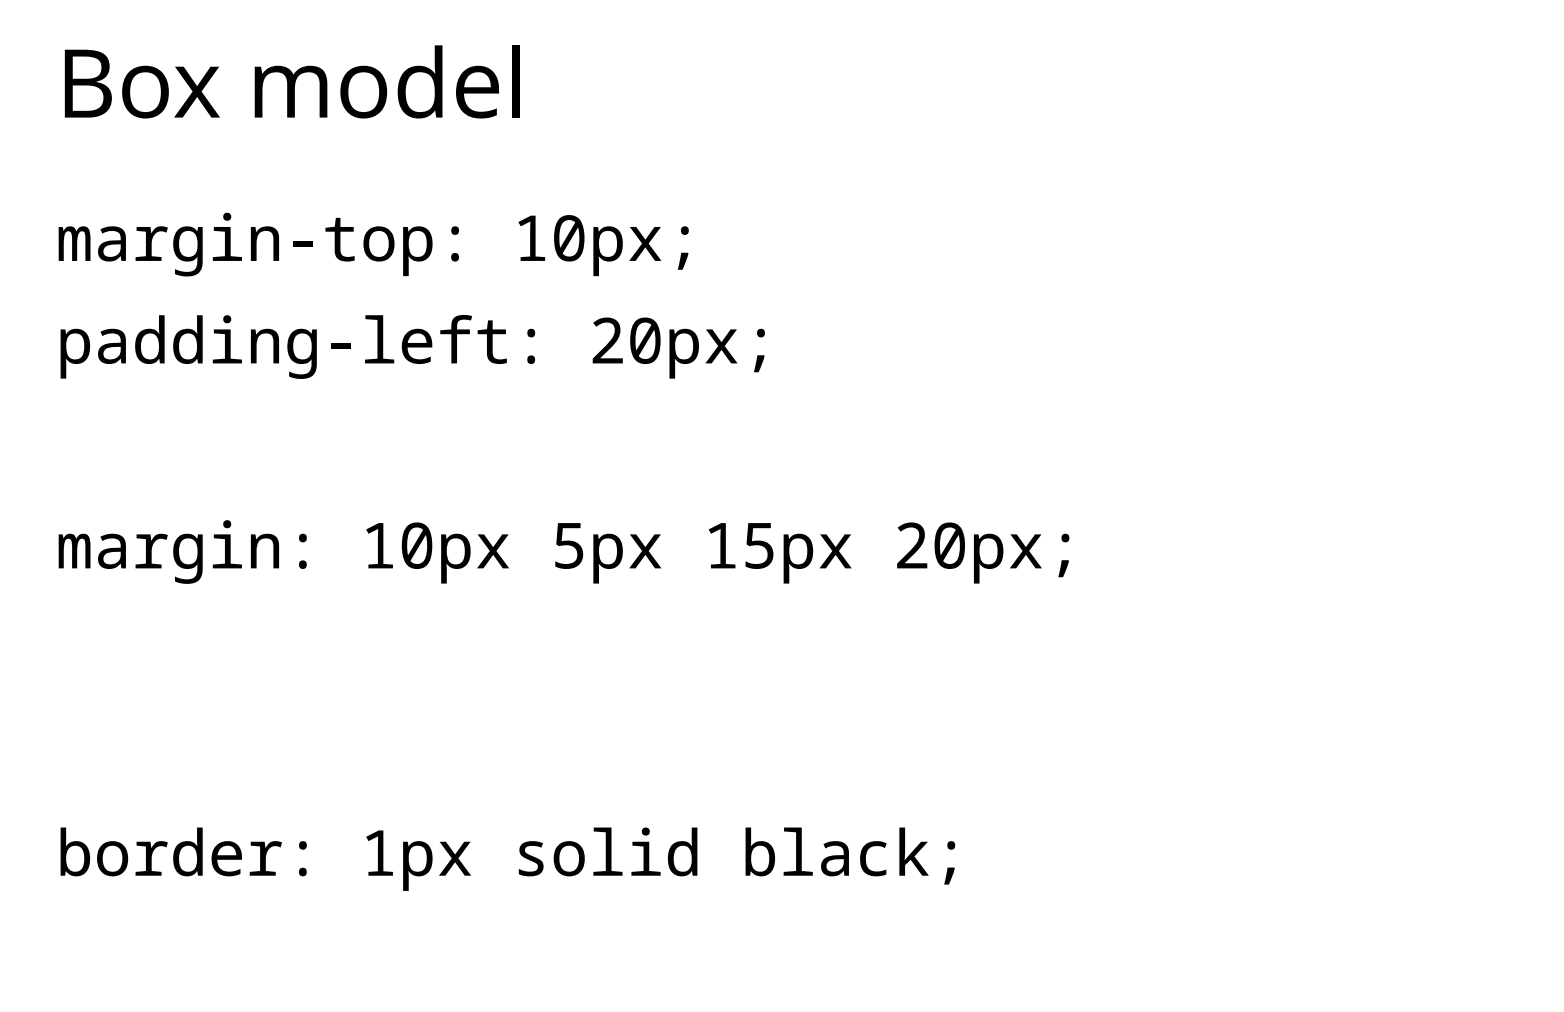 Box model
margin-top: 10px;
padding-left: 20px;
margin: 10px 5px 15px 20px;
border: 1px solid black;